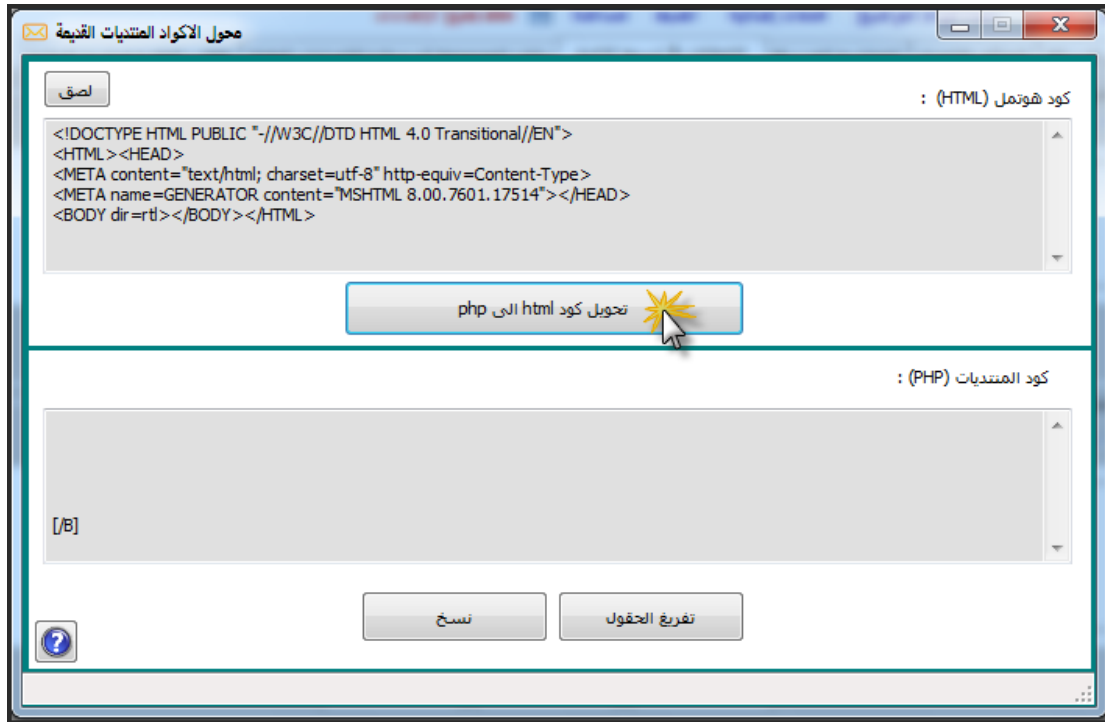 محول الاكواد المنتديات القديمة
لصق
كود هوتمل (HTML) :
<!DOCTYPE HTML PUBLIC "-//W3C//DTD HTML 4.0 Transitional//EN">
<HTML><HEAD>
<META content="text/html; charset=utf-8" http-equiv=Content-Type>
<META name=GENERATOR content="MSHTML 8.00.7601.17514"></HEAD>
<BODY dir=rtl></BODY></HTML>
تحويل كود html الى php
كود المنتديات (PHP) :
[/B]
تفريغ الحقول
نسخ